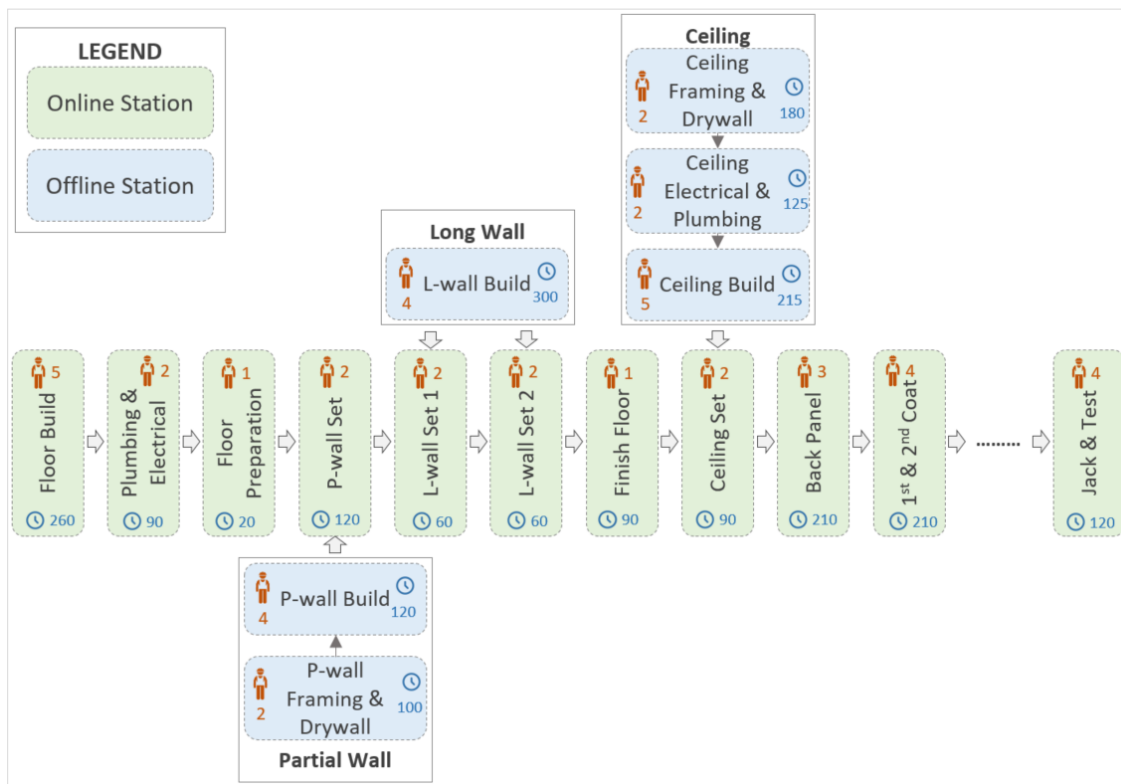 LEGEND
Online Station
Offline Station
Ceiling
Ceiling
Framing &
Drywall
2
180
Ceiling
Electrical &
Plumbing
2
125
Ceiling Build
5
215
Long Wall
L-wall Build
4
300
5
Floor Build
260
2
Plumbing &
Electrical
90
1
Floor
Preparation
20
2
P-wall Set
120
2
L-wall Set 1
60
2
L-wall Set 2
60
1
Finish Floor
90
2
Ceiling Set
90
3
Back Panel
210
4
1st & 2nd Coat
210
.........
4
Jack & Test
120
P-wall Build
4
120
P-wall
Framing &
Drywall
2
100
Partial Wall